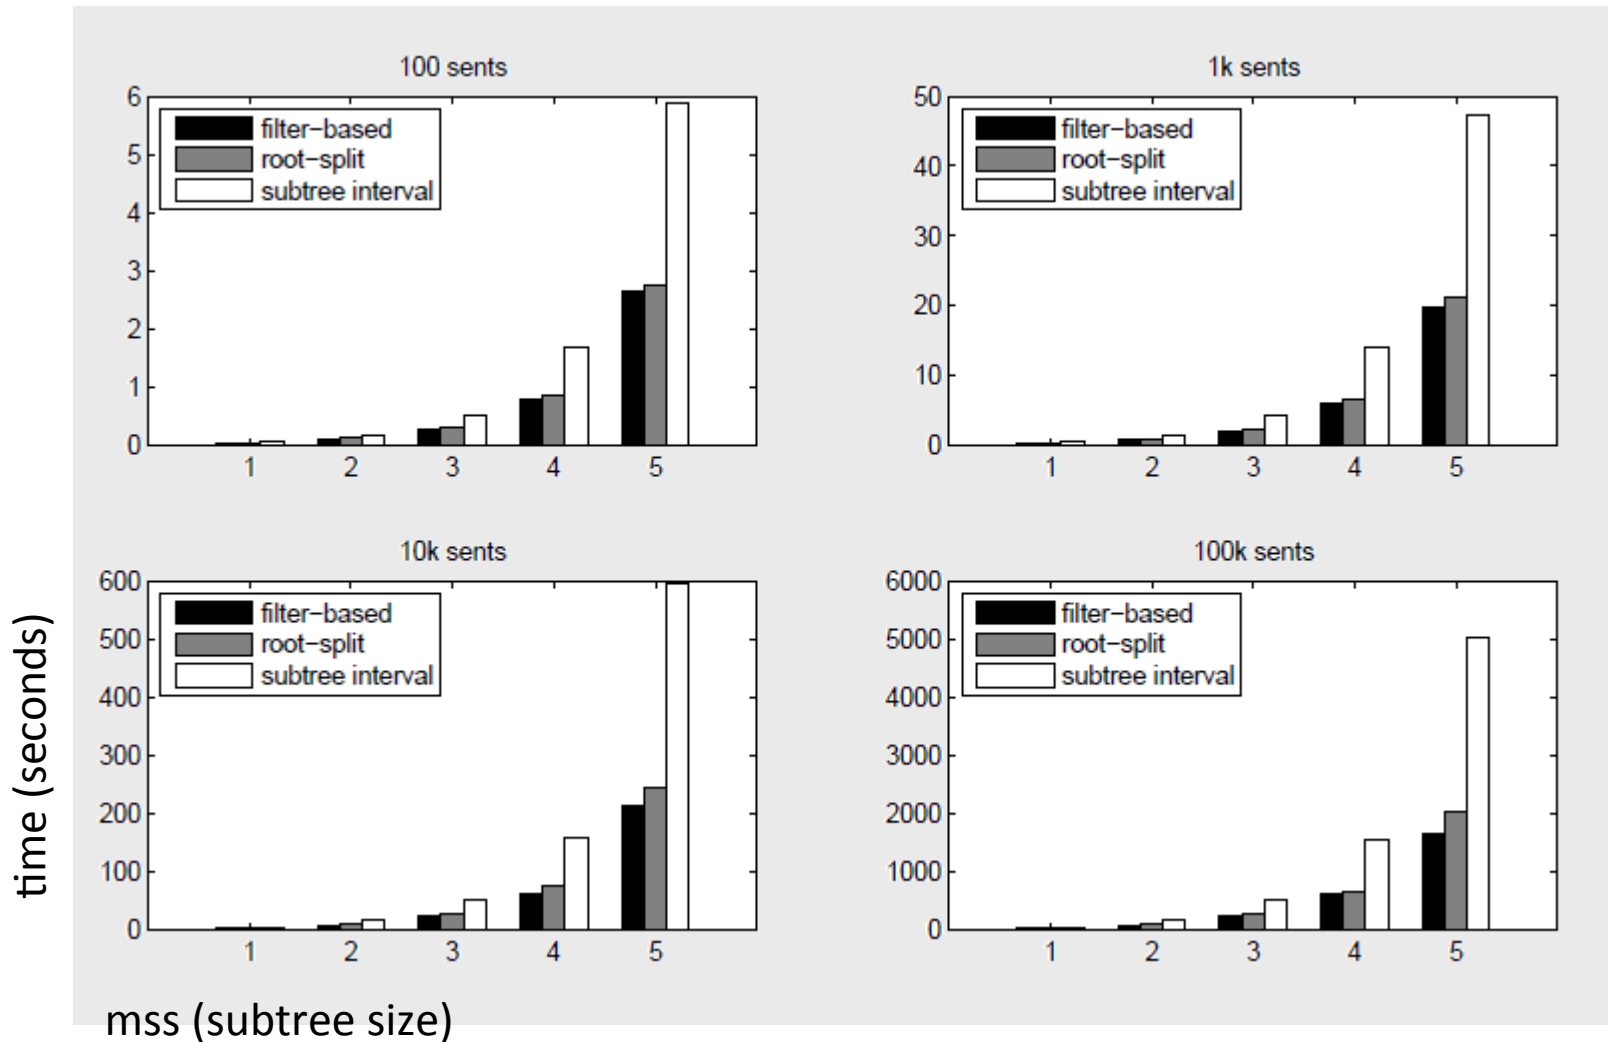 100 sents
6
5
4
3
2
1
0
filter-based
root-split
subtree interval
1 2 3 4 5
1k sents
50
40
30
20
10
0
filter-based
root-split
subtree interval
1 2 3 4 5
10k sents
600
500
400
300
200
100
0
filter-based
root-split
subtree interval
1 2 3 4 5
100k sents
6000
5000
4000
3000
2000
1000
0
filter-based
root-split
subtree interval
1 2 3 4 5
time (seconds)
mss (subtree size)